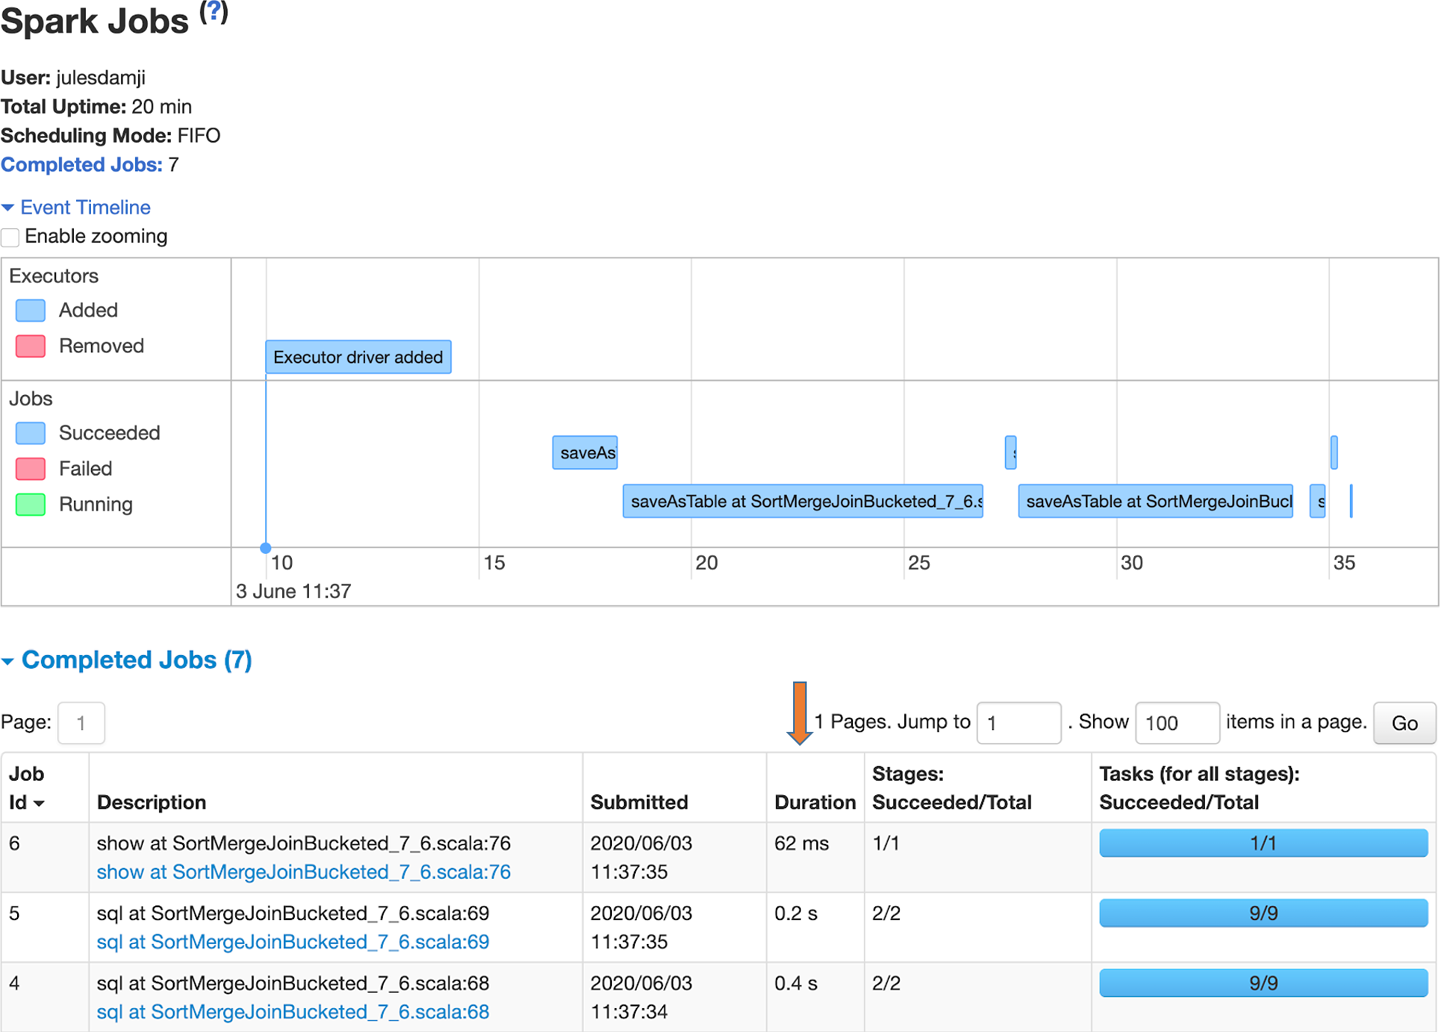 Spark Jobs (?)
User: julesdamji
Total Uptime: 20 min
Scheduling Mode: FIFO
Completed Jobs: 7
Event Timeline
Enable zooming
Executors
Added
Removed
Executor driver added
Jobs
Succeeded
Failed
Running
saveAs
saveAsTable at SortMergeJoinBucketed_7_6.s
saveAsTable at SortMergeJoinBucl
s
10 15 20 25 30 35
3 June 11:37
Completed Jobs (7)
Page: 1
1 Pages. Jump to 1 . Show 100 items in a page. Go
Job Id
Description
Submitted
Duration
Stages: Succeeded/Total
Tasks (for all stages): Succeeded/Total
6
show at SortMergeJoinBucketed_7_6.scala:76
show at SortMergeJoinBucketed_7_6.scala:76
2020/06/03
11:37:35
62 ms
1/1
1/1
5
sql at SortMergeJoinBucketed_7_6.scala:69
sql at SortMergeJoinBucketed_7_6.scala:69
2020/06/03
11:37:35
0.2 s
2/2
9/9
4
sql at SortMergeJoinBucketed_7_6.scala:68
sql at SortMergeJoinBucketed_7_6.scala:68
2020/06/03
11:37:34
0.4 s
2/2
9/9